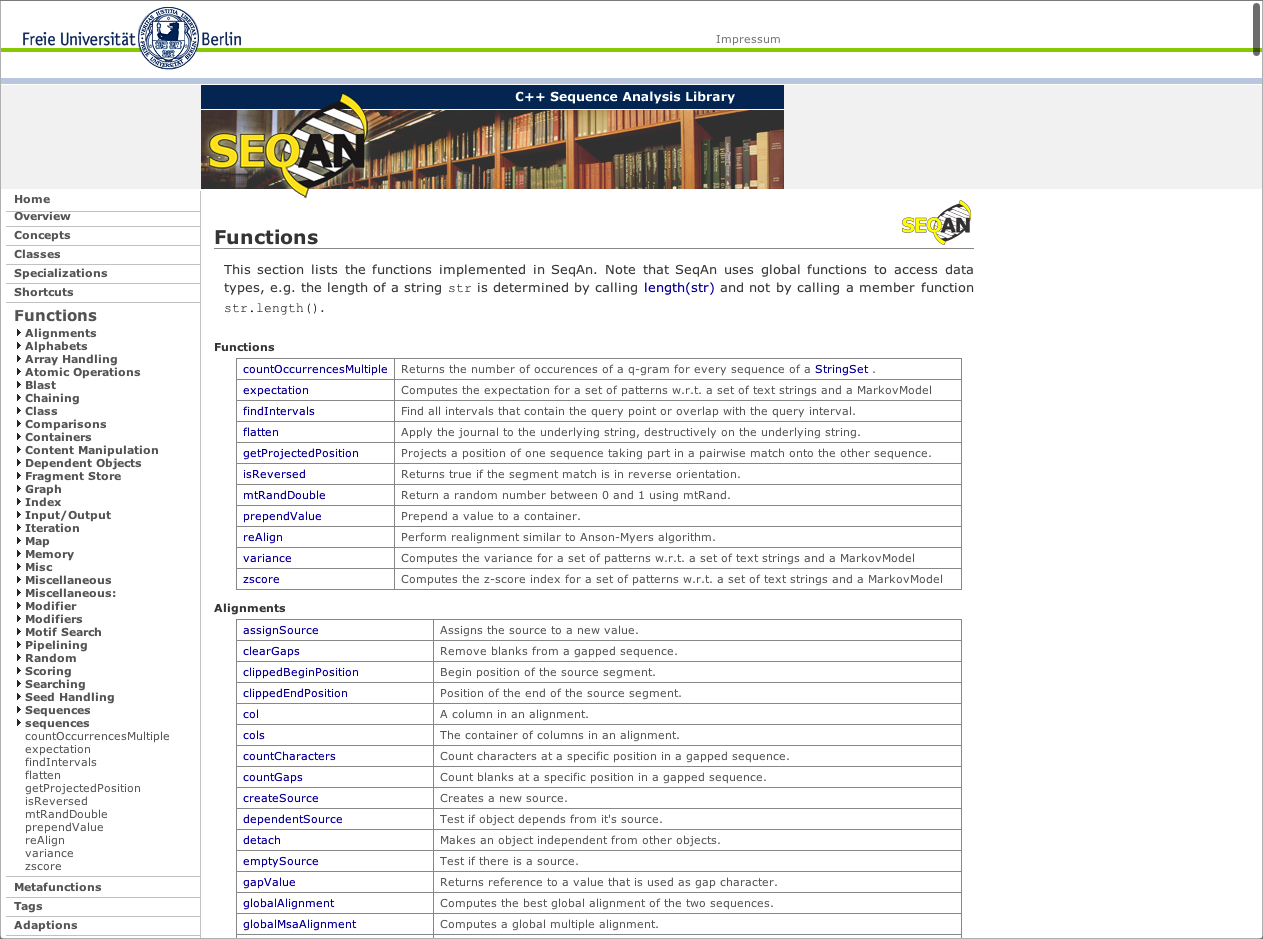 Freie Universität Berlin
Impressum
C++ Sequence Analysis Library
SEQAN
Home
Overview
Concepts
Classes
Specializations
Shortcuts
Functions
Alignments
Alphabets
Array Handling
Atomic Operations
Blast
Chaining
Class
Comparisons
Containers
Content Manipulation
Dependent Objects
Fragment Store
Graph
Index
Input/Output
Iteration
Map
Memory
Misc
Miscellaneous
Miscellaneous:
Modifier
Modifiers
Motif Search
Pipelining
Random
Scoring
Searching
Seed Handling
Sequences
sequences
countOccurrencesMultiple
expectation
findIntervals
flatten
getProjectedPosition
isReversed
mtRandDouble
prependValue
reAlign
variance
zscore
Metafunctions
Tags
Adaptions
SEQAN
Functions
This section lists the functions implemented in SeqAn. Note that SeqAn uses global functions to access data
types, e.g. the length of a string str is determined by calling length(str) and not by calling a member function
str.length().
Functions
countOccurrencesMultiple Returns the number of occurences of a q-gram for every sequence of a StringSet .
expectation Computes the expectation for a set of patterns w.r.t. a set of text strings and a MarkovModel
findIntervals Find all intervals that contain the query point or overlap with the query interval.
flatten Apply the journal to the underlying string, destructively on the underlying string.
getProjectedPosition Projects a position of one sequence taking part in a pairwise match onto the other sequence.
isReversed Returns true if the segment match is in reverse orientation.
mtRandDouble Return a random number between 0 and 1 using mtRand.
prependValue Prepend a value to a container.
reAlign Perform realignment similar to Anson-Myers algorithm.
variance Computes the variance for a set of patterns w.r.t. a set of text strings and a MarkovModel
zscore Computes the z-score index for a set of patterns w.r.t. a set of text strings and a MarkovModel
Alignments
assignSource Assigns the source to a new value.
clearGaps Remove blanks from a gapped sequence.
clippedBeginPosition Begin position of the source segment.
clippedEndPosition Position of the end of the source segment.
col A column in an alignment.
cols The container of columns in an alignment.
countCharacters Count characters at a specific position in a gapped sequence.
countGaps Count blanks at a specific position in a gapped sequence.
createSource Creates a new source.
dependentSource Test if object depends from it's source.
detach Makes an object independent from other objects.
emptySource Test if there is a source.
gapValue Returns reference to a value that is used as gap character.
globalAlignment Computes the best global alignment of the two sequences.
globalMsaAlignment Computes a global multiple alignment.